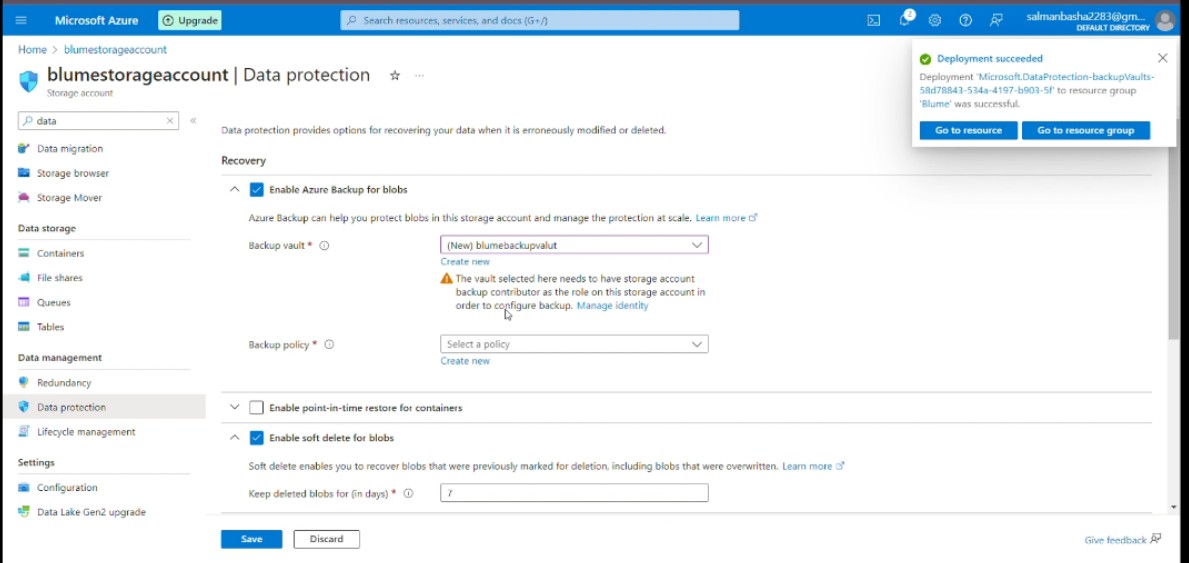 Microsoft Azure
Upgrade
Search resources, services, and docs (G+/)
2
salmanbasha2283@gm...
DEFAULT DIRECTORY
Home > blumestorageaccount
blumestorageaccount | Data protection
Storage account
Deployment succeeded
Deployment 'Microsoft.DataProtection-backupVaults-
58d78843-534a-4197-b903-5f' to resource group
'Blume' was successful.
Go to resource
Go to resource group
data
Data migration
Storage browser
Storage Mover
Data storage
Containers
File shares
Queues
Tables
Data management
Redundancy
Data protection
Lifecycle management
Settings
Configuration
Data Lake Gen2 upgrade
Data protection provides options for recovering your data when it is erroneously modified or deleted.
Recovery
Enable Azure Backup for blobs
Azure Backup can help you protect blobs in this storage account and manage the protection at scale. Learn more
Backup vault *
(New) blumebackupvalut
Create new
The vault selected here needs to have storage account
backup contributor as the role on this storage account in
order to configure backup. Manage identity
Backup policy *
Select a policy
Create new
Enable point-in-time restore for containers
Enable soft delete for blobs
Soft delete enables you to recover blobs that were previously marked for deletion, including blobs that were overwritten. Learn more
Keep deleted blobs for (in days) *
7
Save
Discard
Give feedback